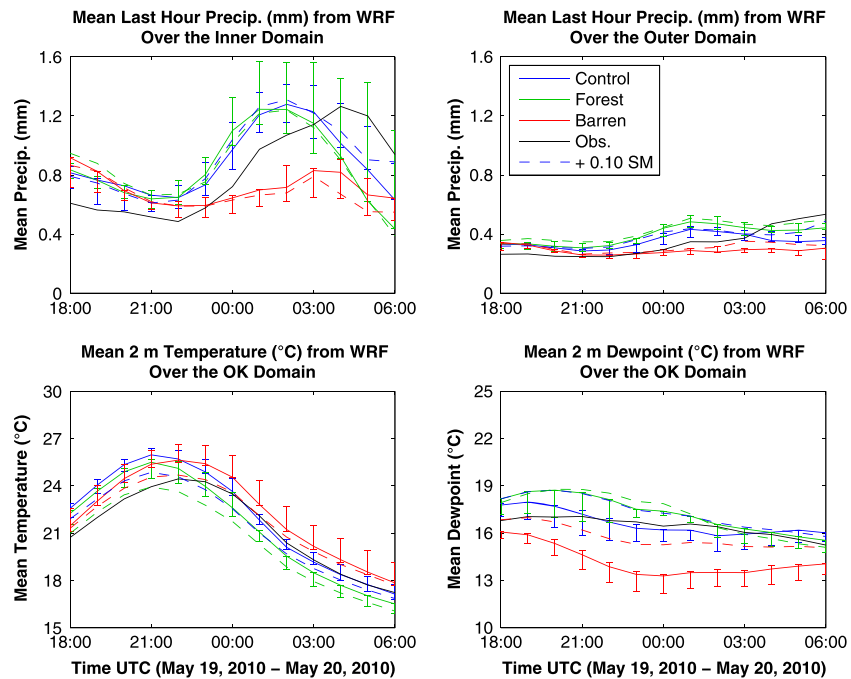 Mean Last Hour Precip. (mm) from WRF
Over the Inner Domain
Mean Precip. (mm)
1.6
1.2
0.8
0.4
0
18:00
21:00
00:00
03:00
06:00
Mean Last Hour Precip. (mm) from WRF
Over the Outer Domain
Mean Precip. (mm)
1.6
1.2
0.8
0.4
0
Control
Forest
Barren
Obs.
+ 0.10 SM
18:00
21:00
00:00
03:00
06:00
Mean 2 m Temperature (°C) from WRF
Over the OK Domain
Mean Temperature (°C)
30
27
24
21
18
15
18:00
21:00
00:00
03:00
06:00
Time UTC (May 19, 2010 − May 20, 2010)
Mean 2 m Dewpoint (°C) from WRF
Over the OK Domain
Mean Dewpoint (°C)
25
22
19
16
13
10
18:00
21:00
00:00
03:00
06:00
Time UTC (May 19, 2010 − May 20, 2010)